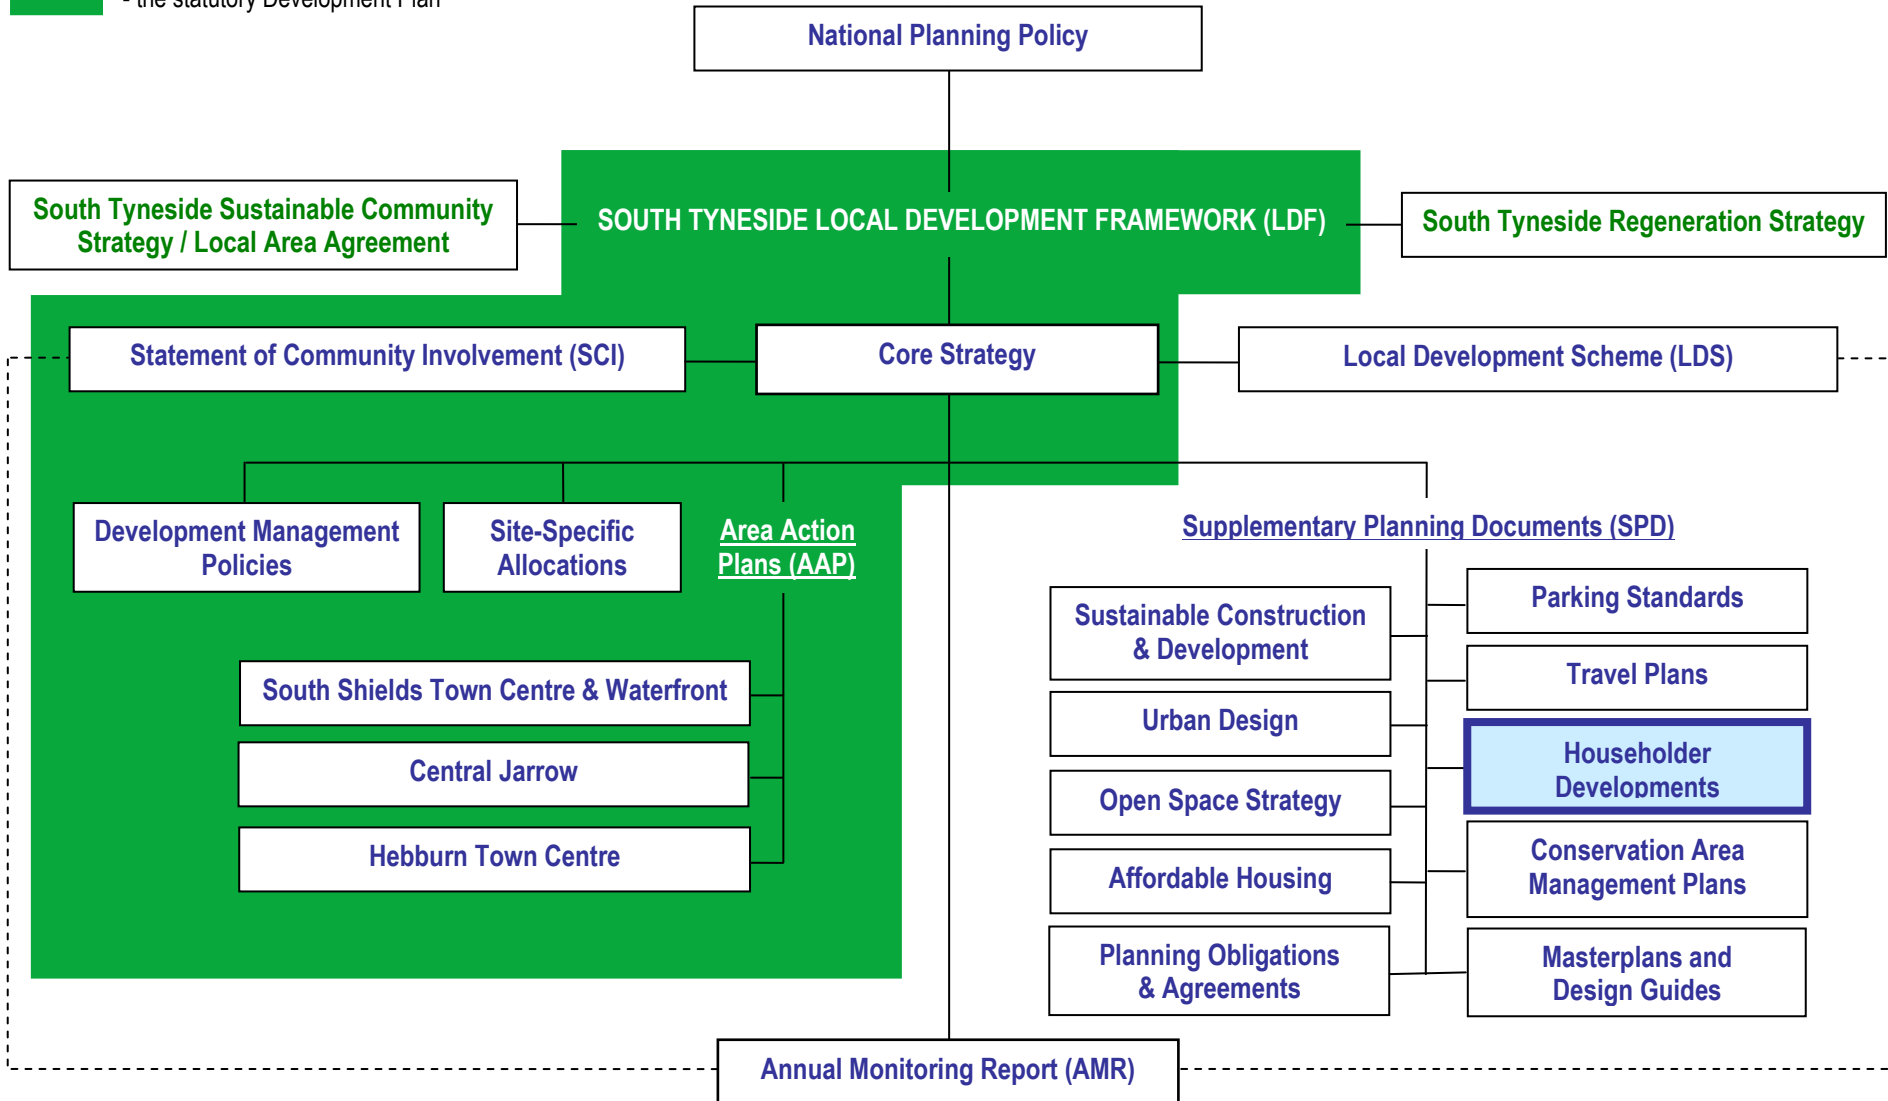 - the statutory Development Plan
National Planning Policy
South Tyneside Sustainable Community
Strategy / Local Area Agreement
SOUTH TYNESIDE LOCAL DEVELOPMENT FRAMEWORK (LDF)
South Tyneside Regeneration Strategy
Statement of Community Involvement (SCI)
Core Strategy
Local Development Scheme (LDS)
Development Management
Policies
Site-Specific
Allocations
Area Action
Plans (AAP)
Supplementary Planning Documents (SPD)
South Shields Town Centre & Waterfront
Central Jarrow
Hebburn Town Centre
Sustainable Construction
& Development
Urban Design
Open Space Strategy
Affordable Housing
Planning Obligations
& Agreements
Parking Standards
Travel Plans
Householder
Developments
Conservation Area
Management Plans
Masterplans and
Design Guides
Annual Monitoring Report (AMR)